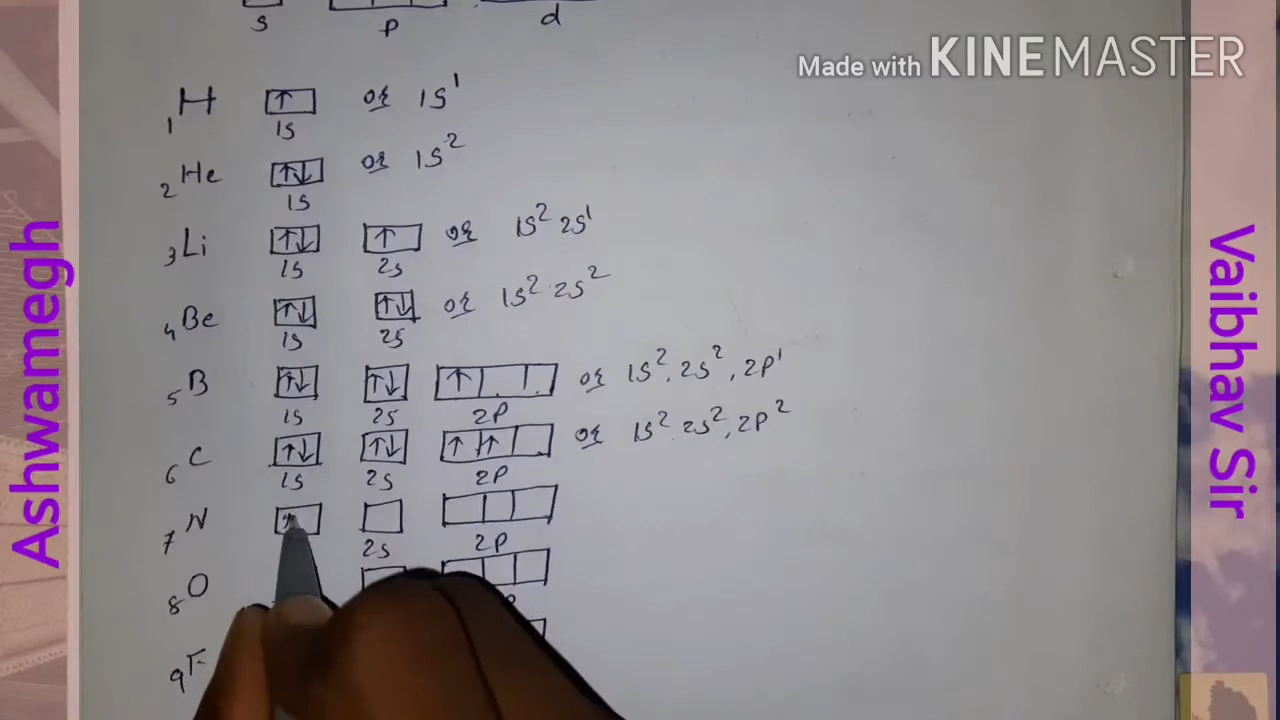 s p d
Made with KINEMASTER
1H ↑ or 1s¹
1s
2He ↑↓ or 1s²
1s
3Li ↑↓ ↑ or 1s² 2s¹
1s 2s
4Be ↑↓ ↑↓ or 1s² 2s²
1s 2s
5B ↑↓ ↑↓ ↑ or 1s², 2s², 2p¹
1s 2s 2p
6C ↑↓ ↑↓ ↑ ↑ or 1s² 2s², 2p²
1s 2s 2p
7N ↑
2s 2p
8O
9F
Ashwamegh
Vaibhav Sir